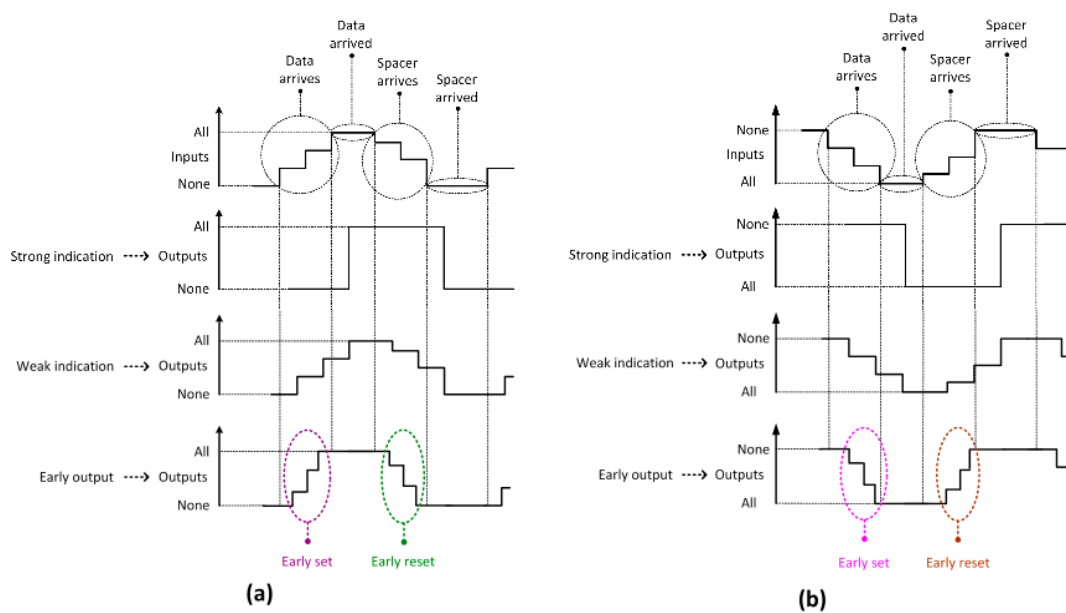 Data
arrived
Data
arrives
Spacer
arrives
Spacer
arrived
All
Inputs
None
All
Strong indication
Outputs
None
All
Weak indication
Outputs
None
All
Early output
Outputs
None
Early set
Early reset
(a)
Data
arrived
Spacer
arrived
Data
arrives
Spacer
arrives
None
Inputs
All
None
Strong indication
Outputs
All
None
Weak indication
Outputs
All
None
Early output
Outputs
All
Early set
Early reset
(b)